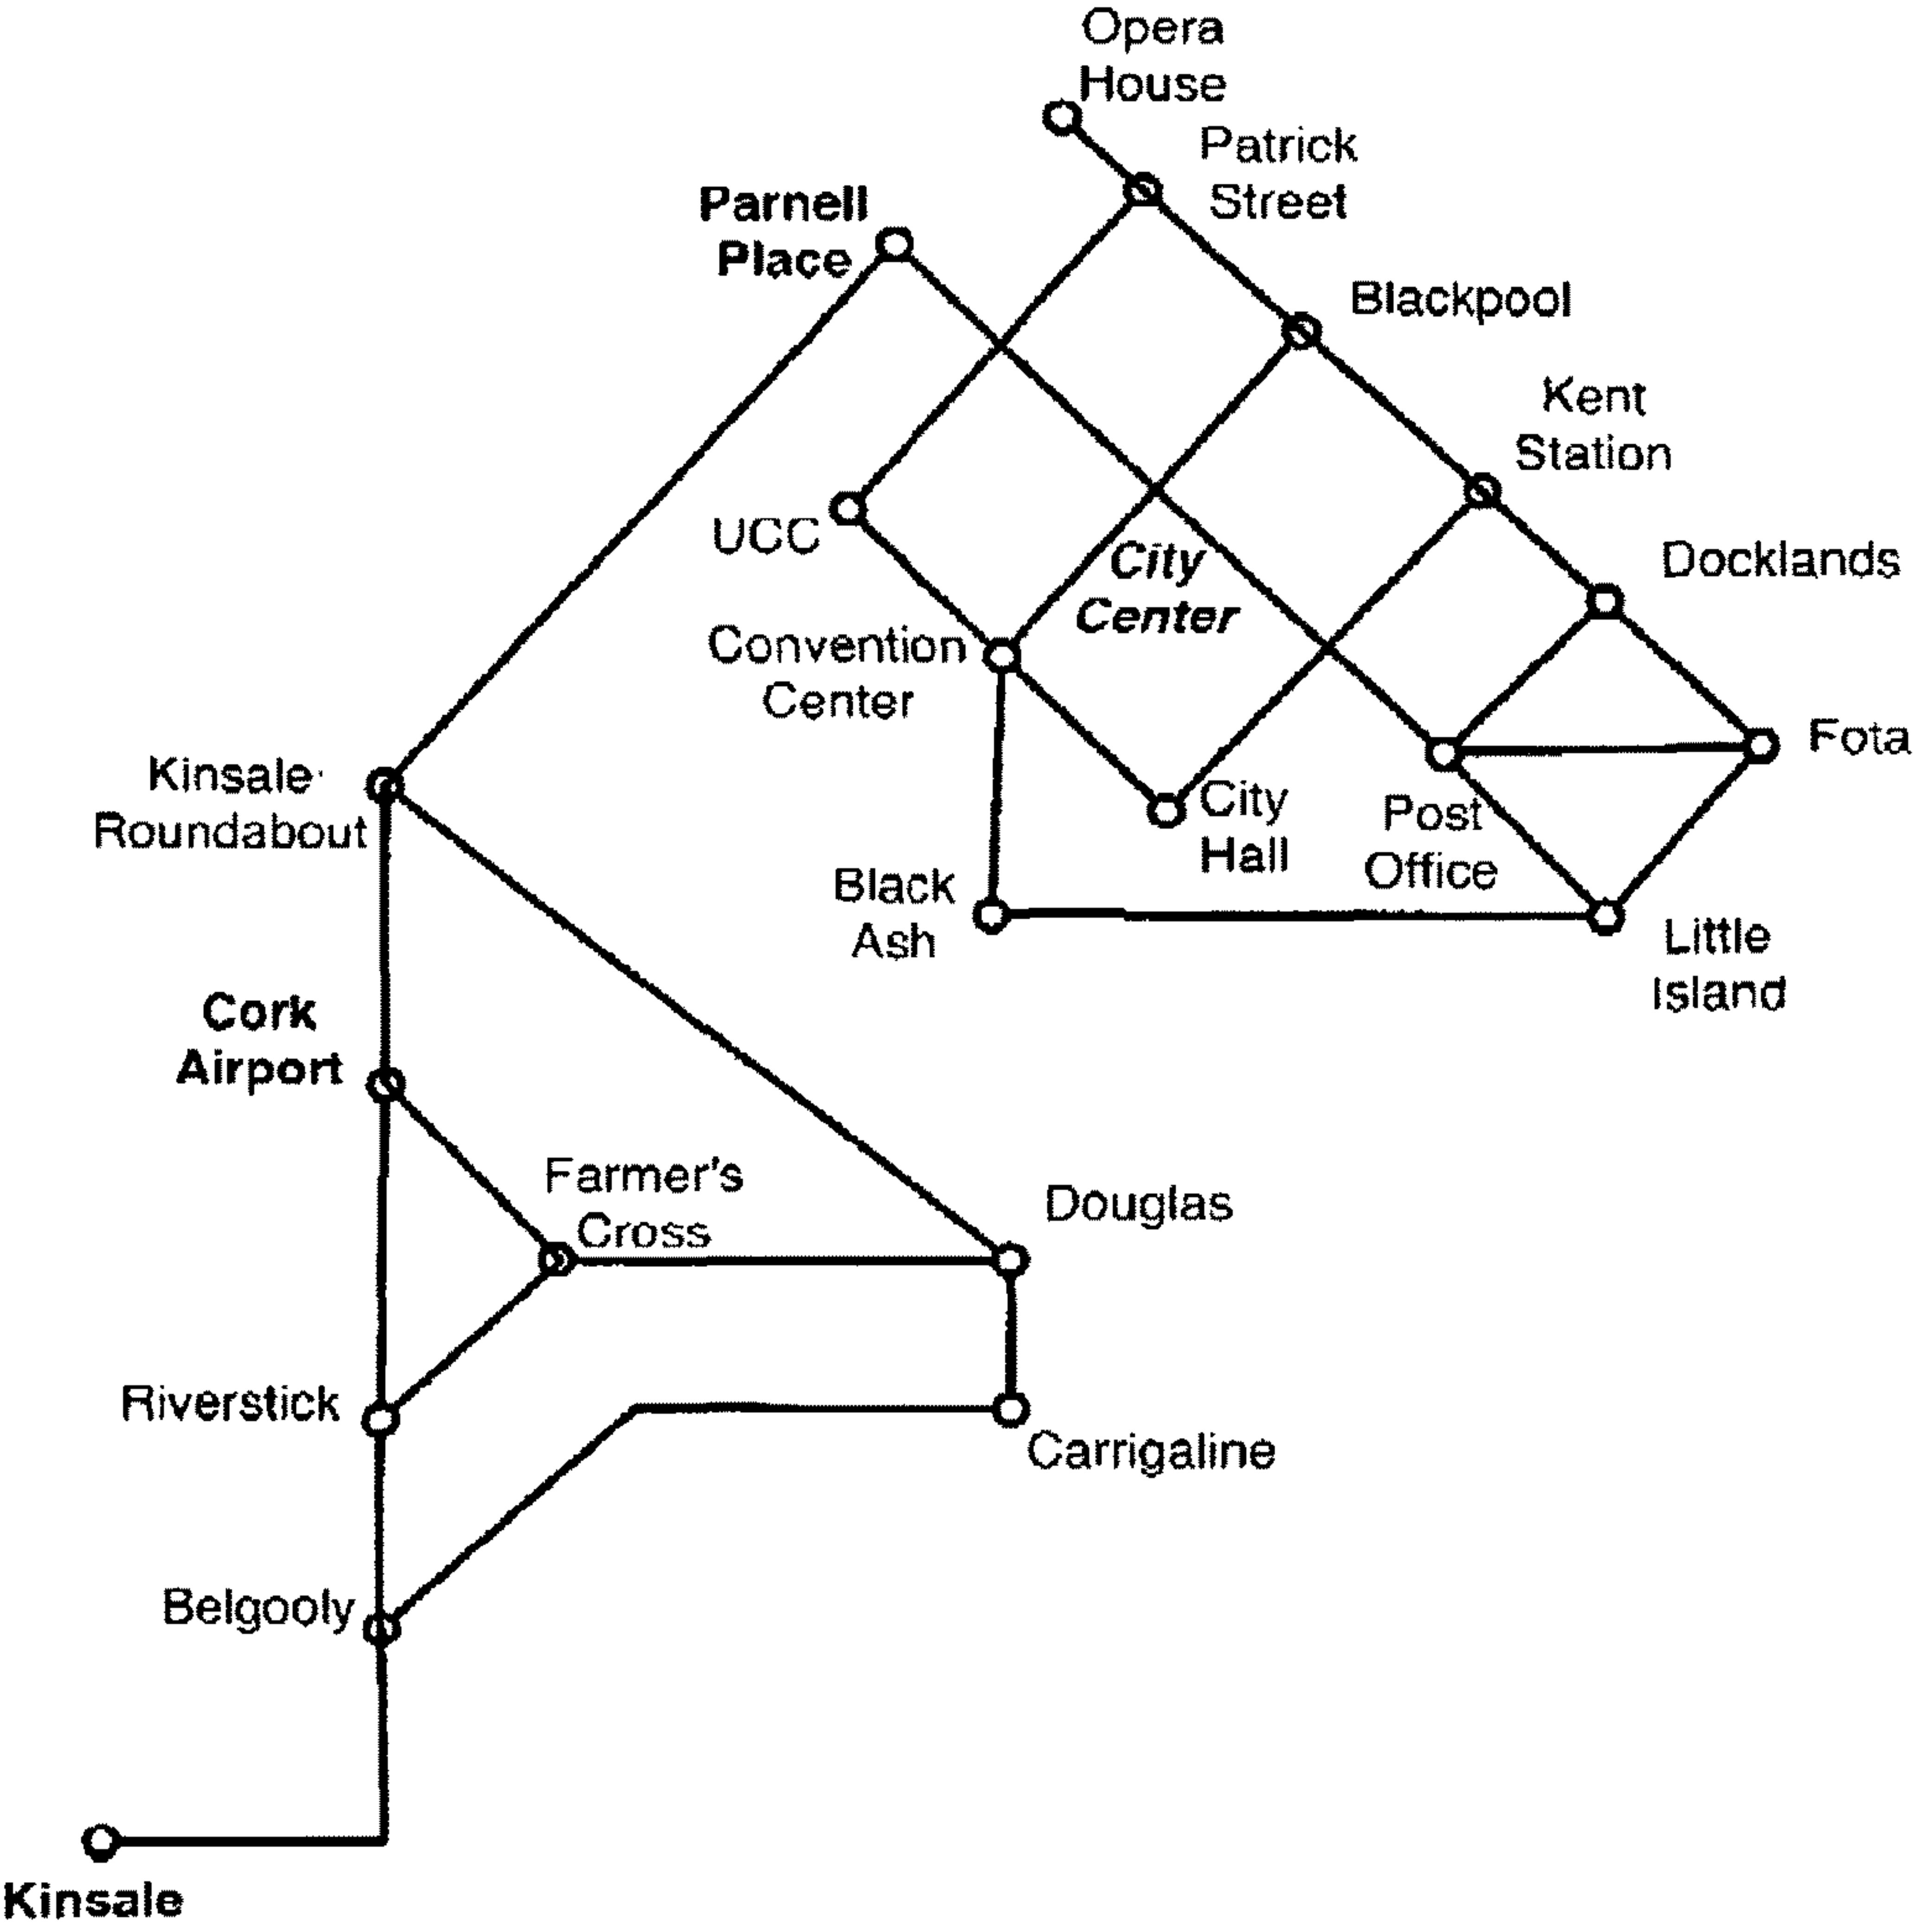 Opera
House
Patrick
Street
Parnell
Place
Blackpool
Kent
Station
UCC
City
Center
Docklands
Convention
Center
Fota
Kinsale
Roundabout
City
Hall
Post
Office
Black
Ash
Little
Island
Cork
Airport
Farmer's
Cross
Douglas
Riverstick
Carrigaline
Belgooly
Kinsale